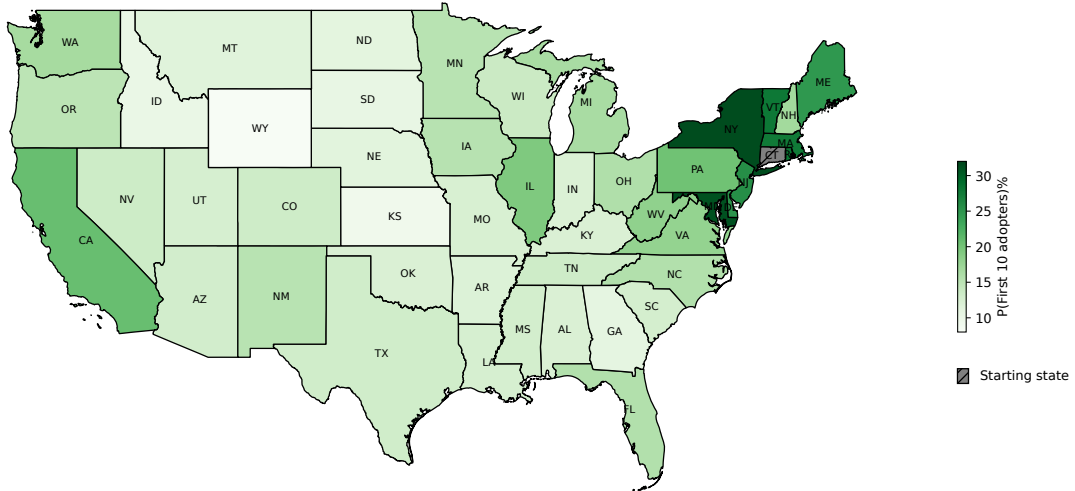 WA
MT
ND
MN
ME
OR
ID
SD
WI
MI
VT
NH
WY
NY
MA
CT
NE
IA
PA
NJ
NV
UT
CO
IL
IN
OH
WV
CA
KS
MO
KY
VA
AZ
NM
OK
AR
TN
NC
SC
MS
AL
GA
TX
LA
FL
30
25
20
15
10
P(First 10 adopters)%
Starting state